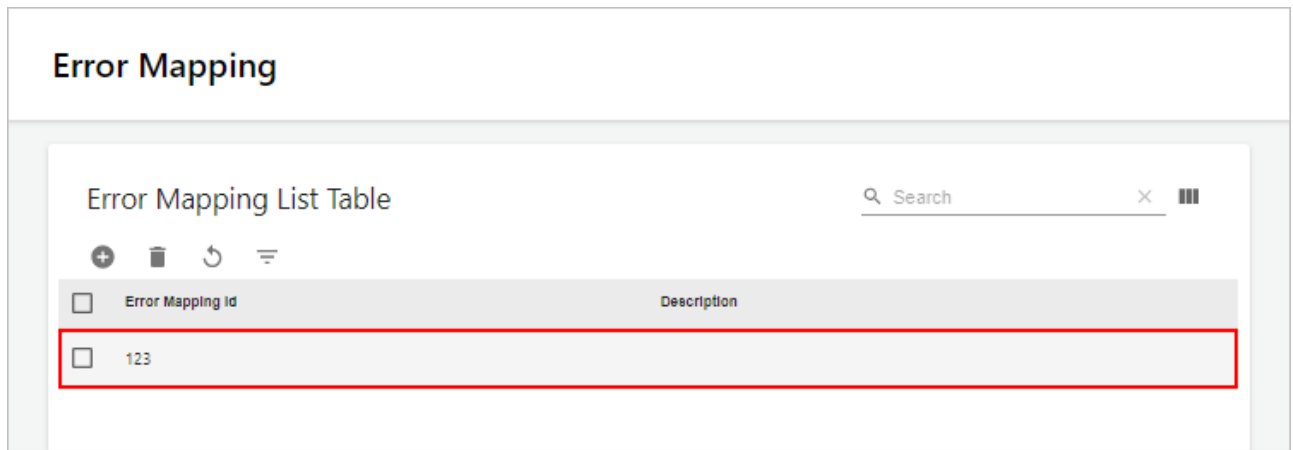 Error Mapping
Error Mapping List Table
Search
Error Mapping Id
Description
123